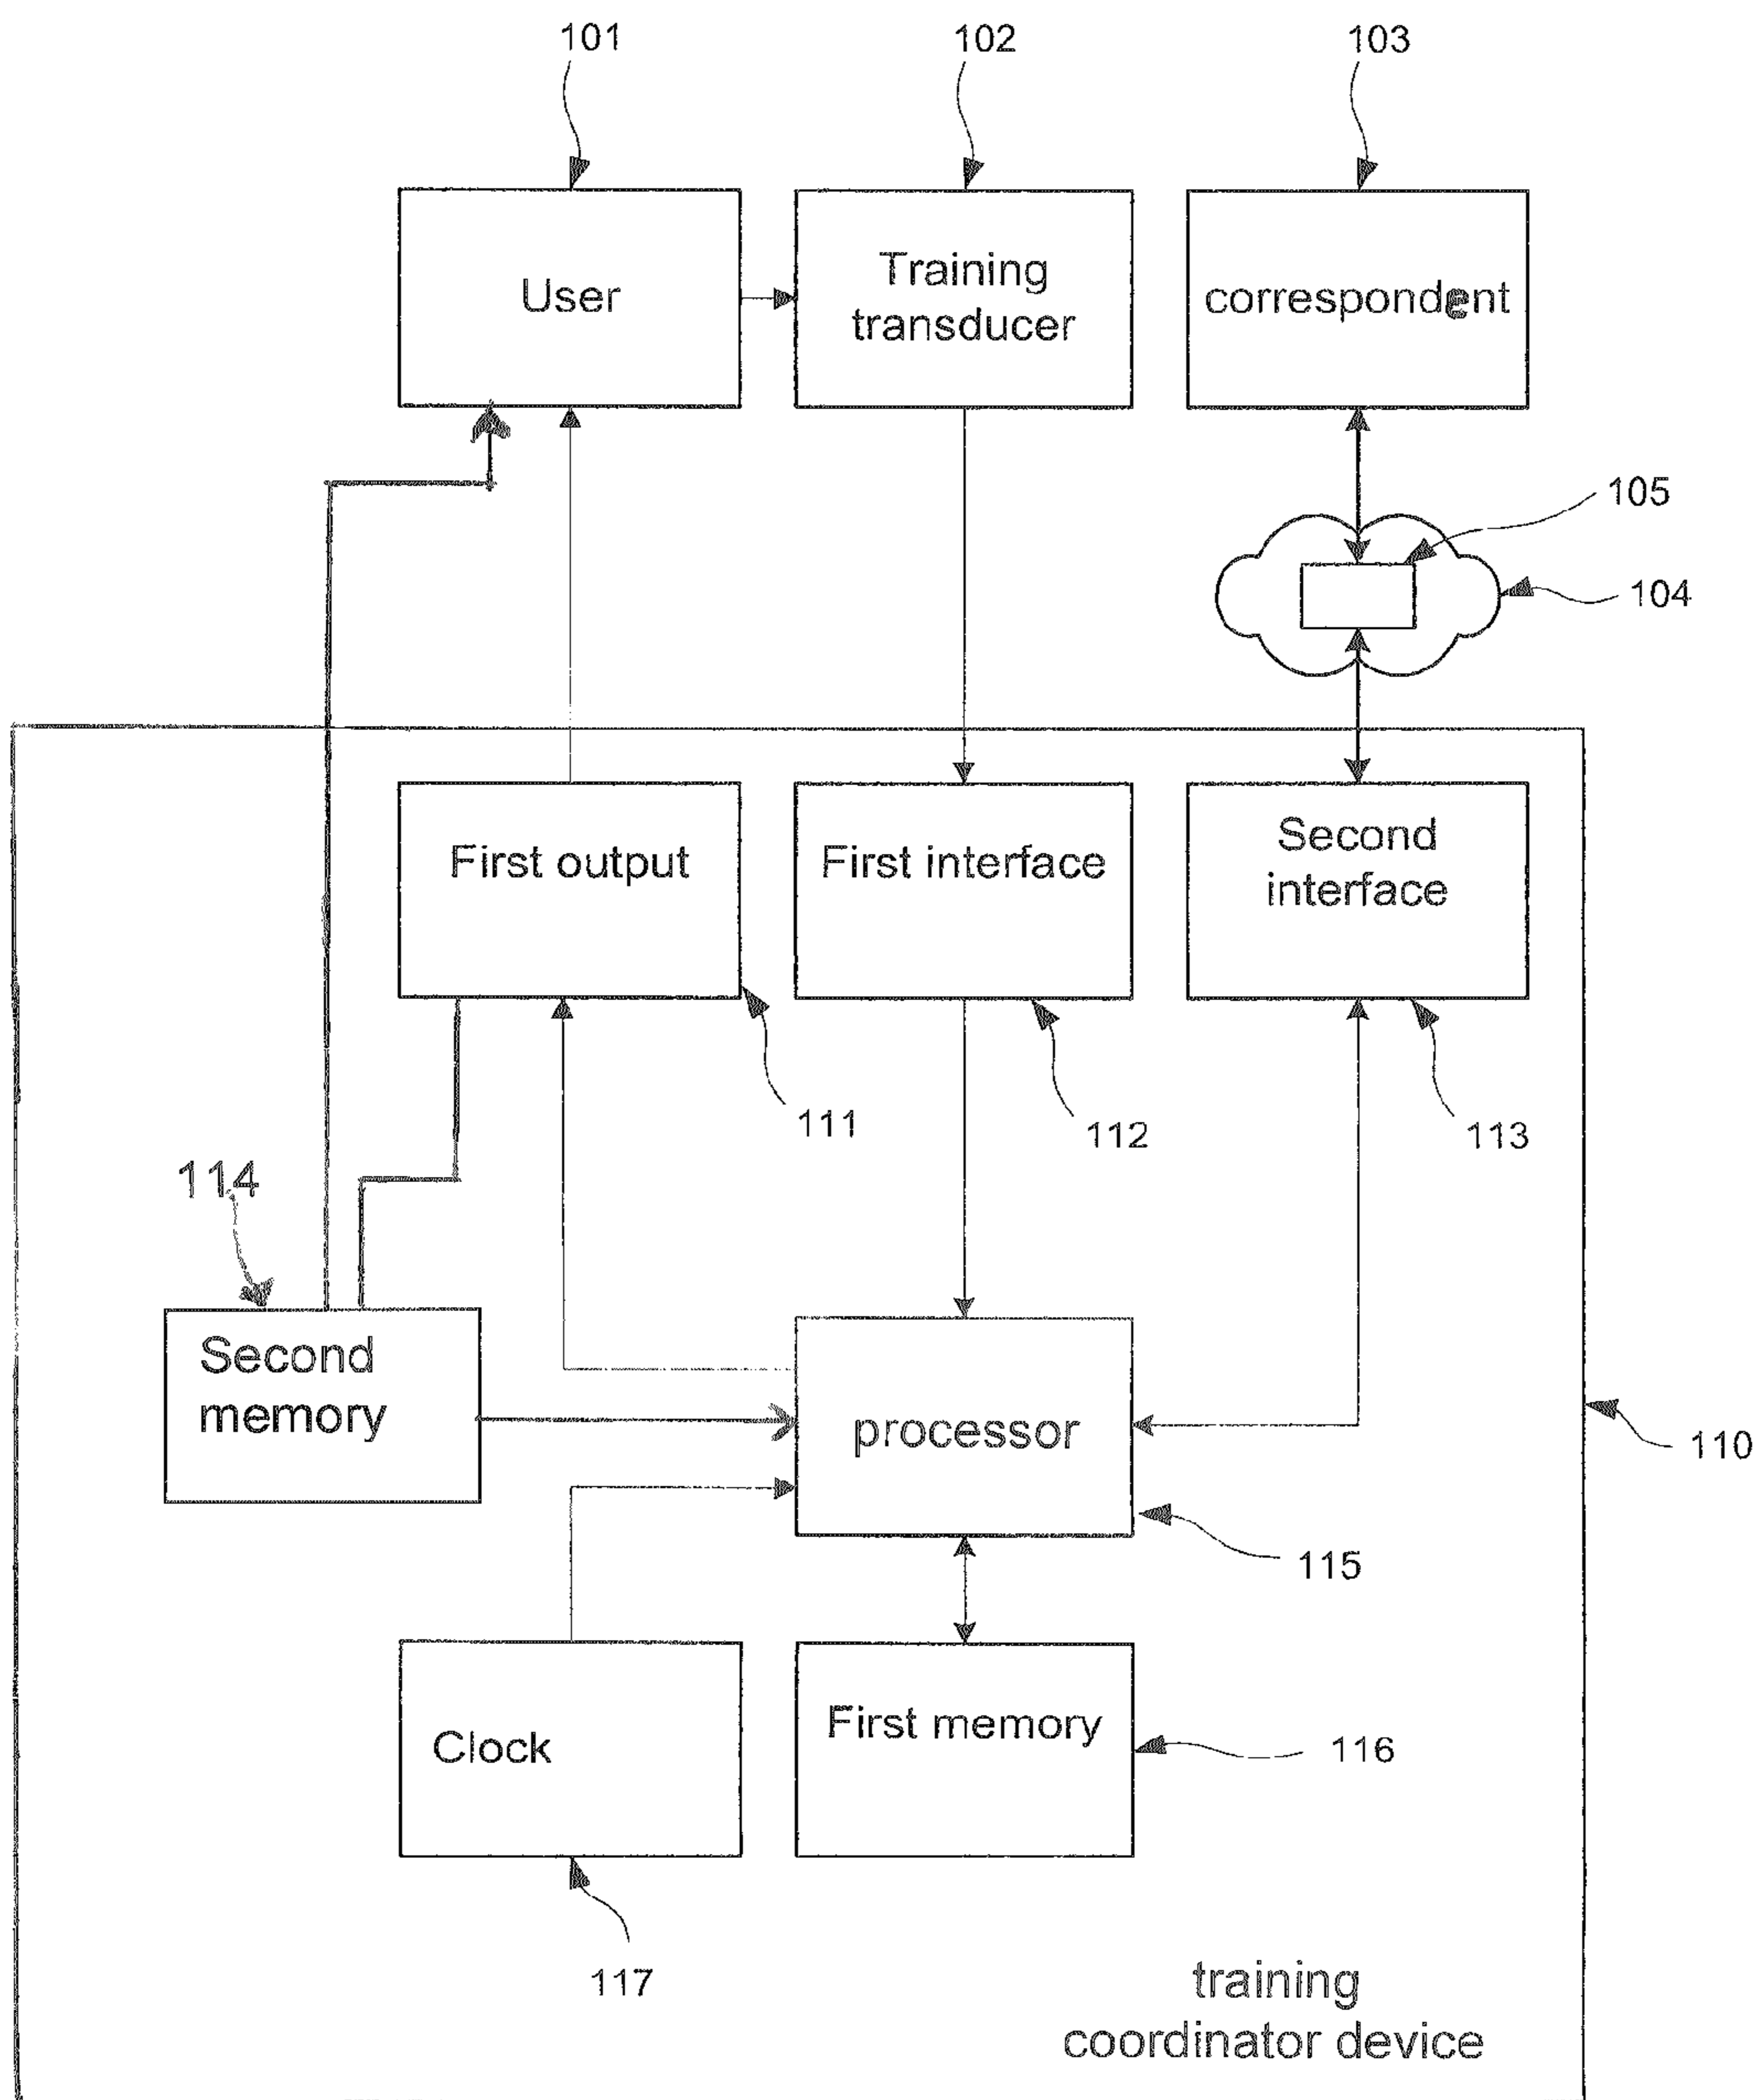 101
102
103
User
Training
transducer
correspondent
105
104
First output
First interface
Second
interface
111
112
113
114
Second
memory
processor
110
115
Clock
First memory
116
117
training
coordinator device